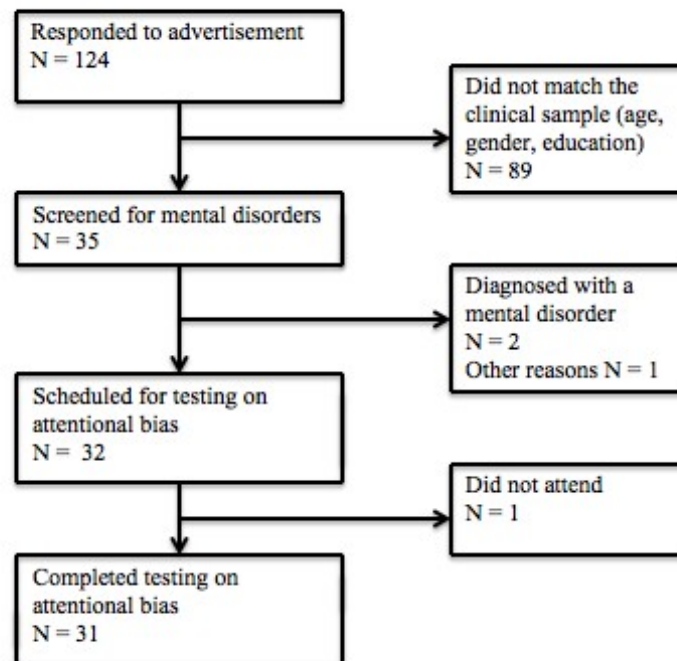 Responded to advertisement
N = 124
Did not match the
clinical sample (age,
gender, education)
N = 89
Screened for mental disorders
N = 35
Diagnosed with a
mental disorder
N = 2
Other reasons N = 1
Scheduled for testing on
attentional bias
N =  32
Did not attend
N = 1
Completed testing on
attentional bias
N = 31